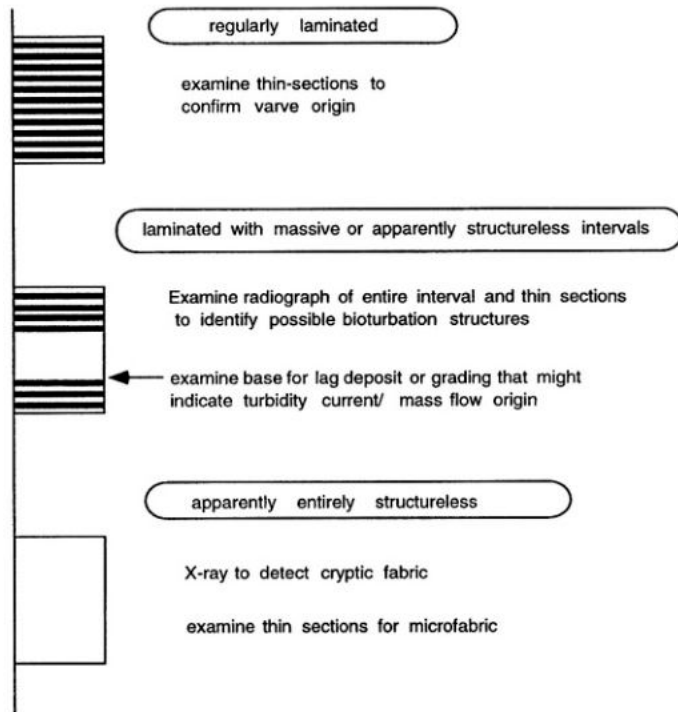 regularly laminated
examine thin-sections to
confirm varve origin
laminated with massive or apparently structureless intervals
Examine radiograph of entire interval and thin sections
to identify possible bioturbation structures
examine base for lag deposit or grading that might
indicate turbidity current/ mass flow origin
apparently entirely structureless
X-ray to detect cryptic fabric
examine thin sections for microfabric